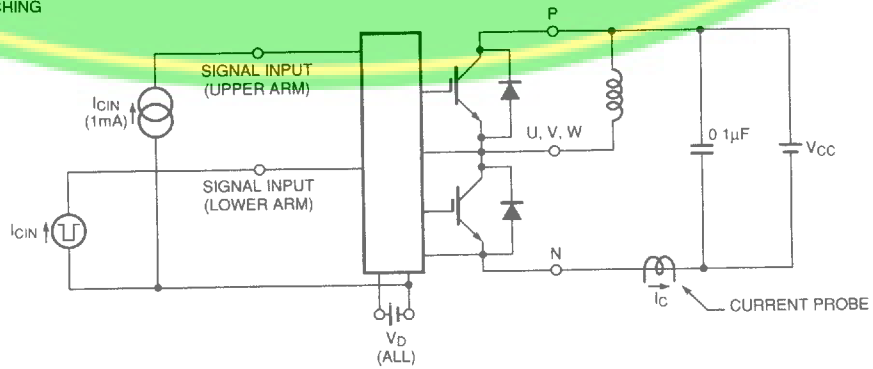 CHING
P
SIGNAL INPUT
(UPPER ARM)
ICIN
(1mA)
U, V, W
0 1µF
VCC
SIGNAL INPUT
(LOWER ARM)
ICIN
N
IC
CURRENT PROBE
VD
(ALL)